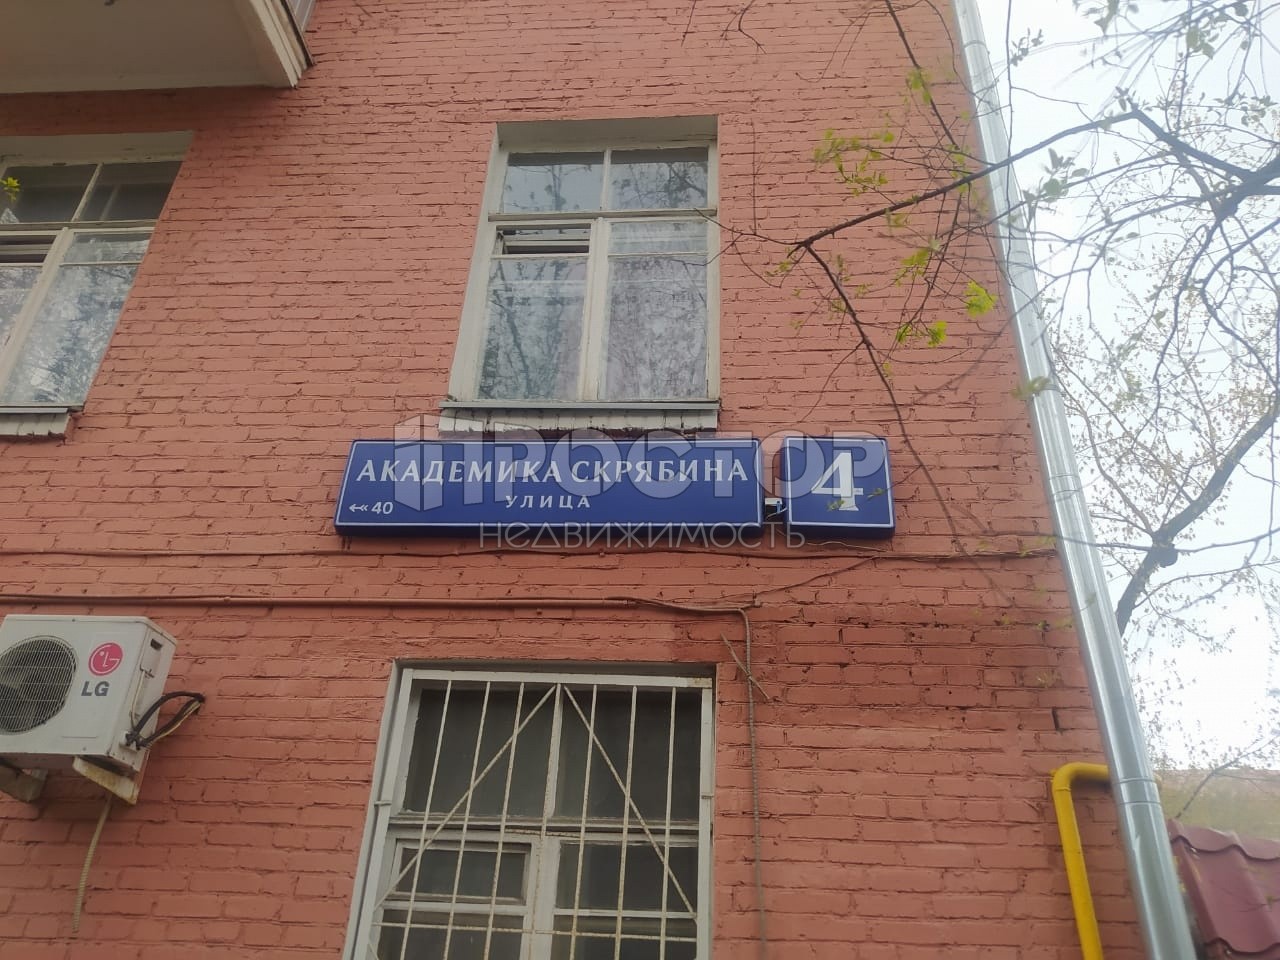 АКАДЕМИКА СКРЯБИНА
УЛИЦА
40
4
ПРОСТОР
НЕДВИЖИМОСТЬ
LG